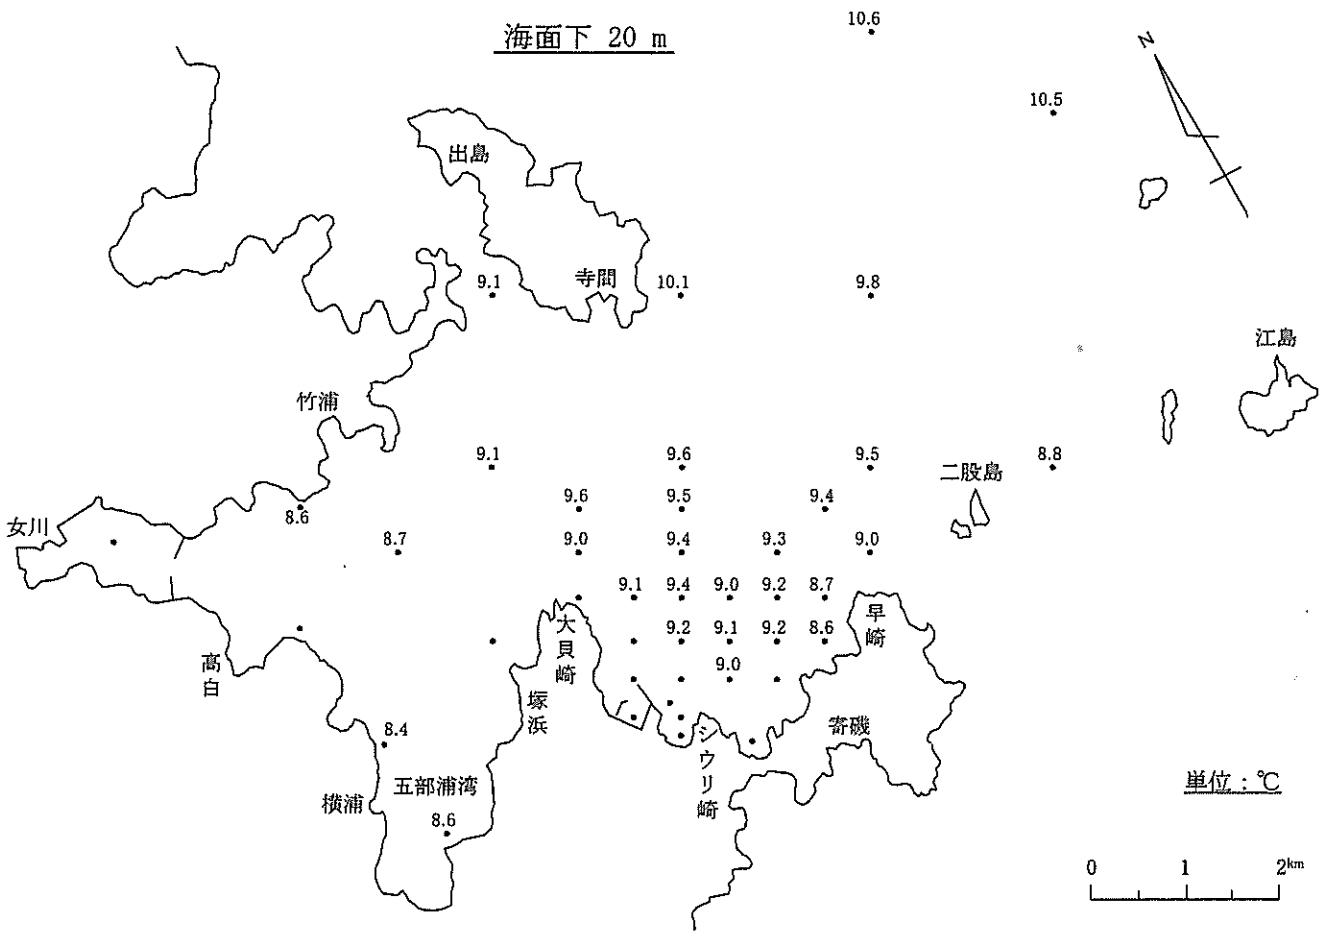 海面下 20 m
10.6
N
10.5
出島
寺間
9.1
10.1
9.8
江島
竹浦
9.1
9.6
9.5
8.8
二股島
9.6
9.5
9.4
8.6
女川
8.7
9.0
9.4
9.3
9.0
9.1
9.4
9.0
9.2
8.7
大貝崎
早崎
9.2
9.1
9.2
8.6
高白
9.0
塚浜
寄磯
8.4
シウリ崎
五部浦湾
横浦
8.6
単位：℃
0 1 2km